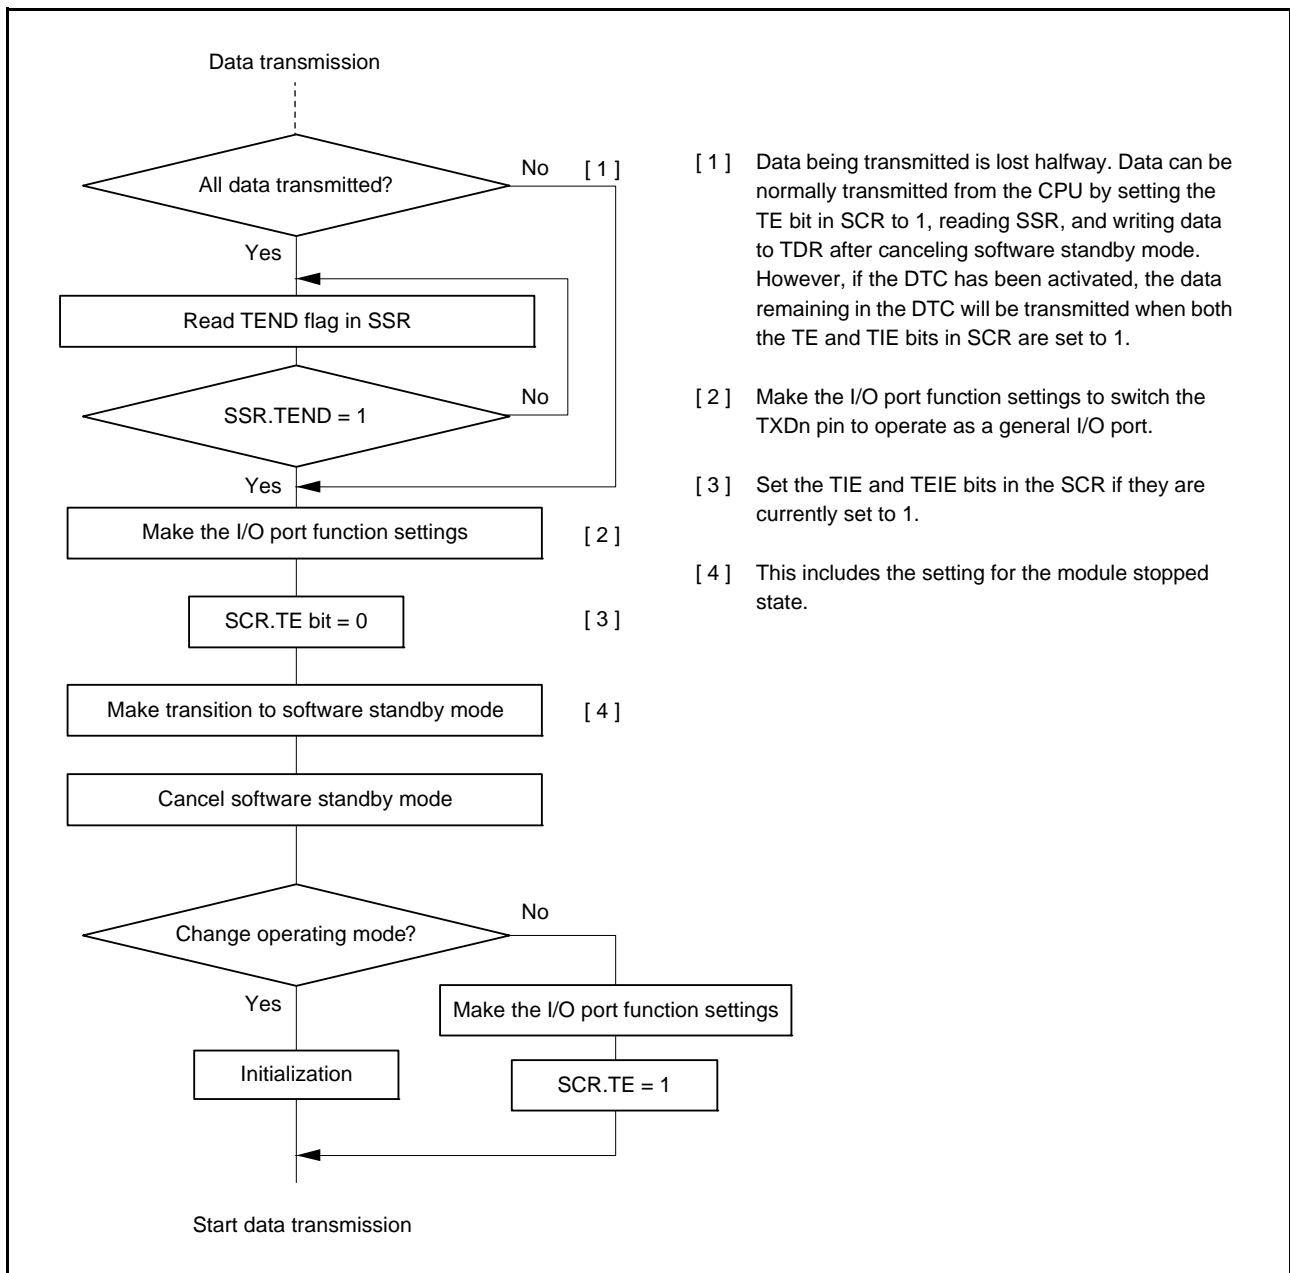 Data transmission
All data transmitted?
No
[ 1 ]
Yes
Read TEND flag in SSR
SSR.TEND = 1
No
Yes
Make the I/O port function settings
[ 2 ]
SCR.TE bit = 0
[ 3 ]
Make transition to software standby mode
[ 4 ]
Cancel software standby mode
Change operating mode?
No
Yes
Make the I/O port function settings
Initialization
SCR.TE = 1
Start data transmission
[ 1 ] Data being transmitted is lost halfway. Data can be
normally transmitted from the CPU by setting the
TE bit in SCR to 1, reading SSR, and writing data
to TDR after canceling software standby mode.
However, if the DTC has been activated, the data
remaining in the DTC will be transmitted when both
the TE and TIE bits in SCR are set to 1.
[ 2 ] Make the I/O port function settings to switch the
TXDn pin to operate as a general I/O port.
[ 3 ] Set the TIE and TEIE bits in the SCR if they are
currently set to 1.
[ 4 ] This includes the setting for the module stopped
state.